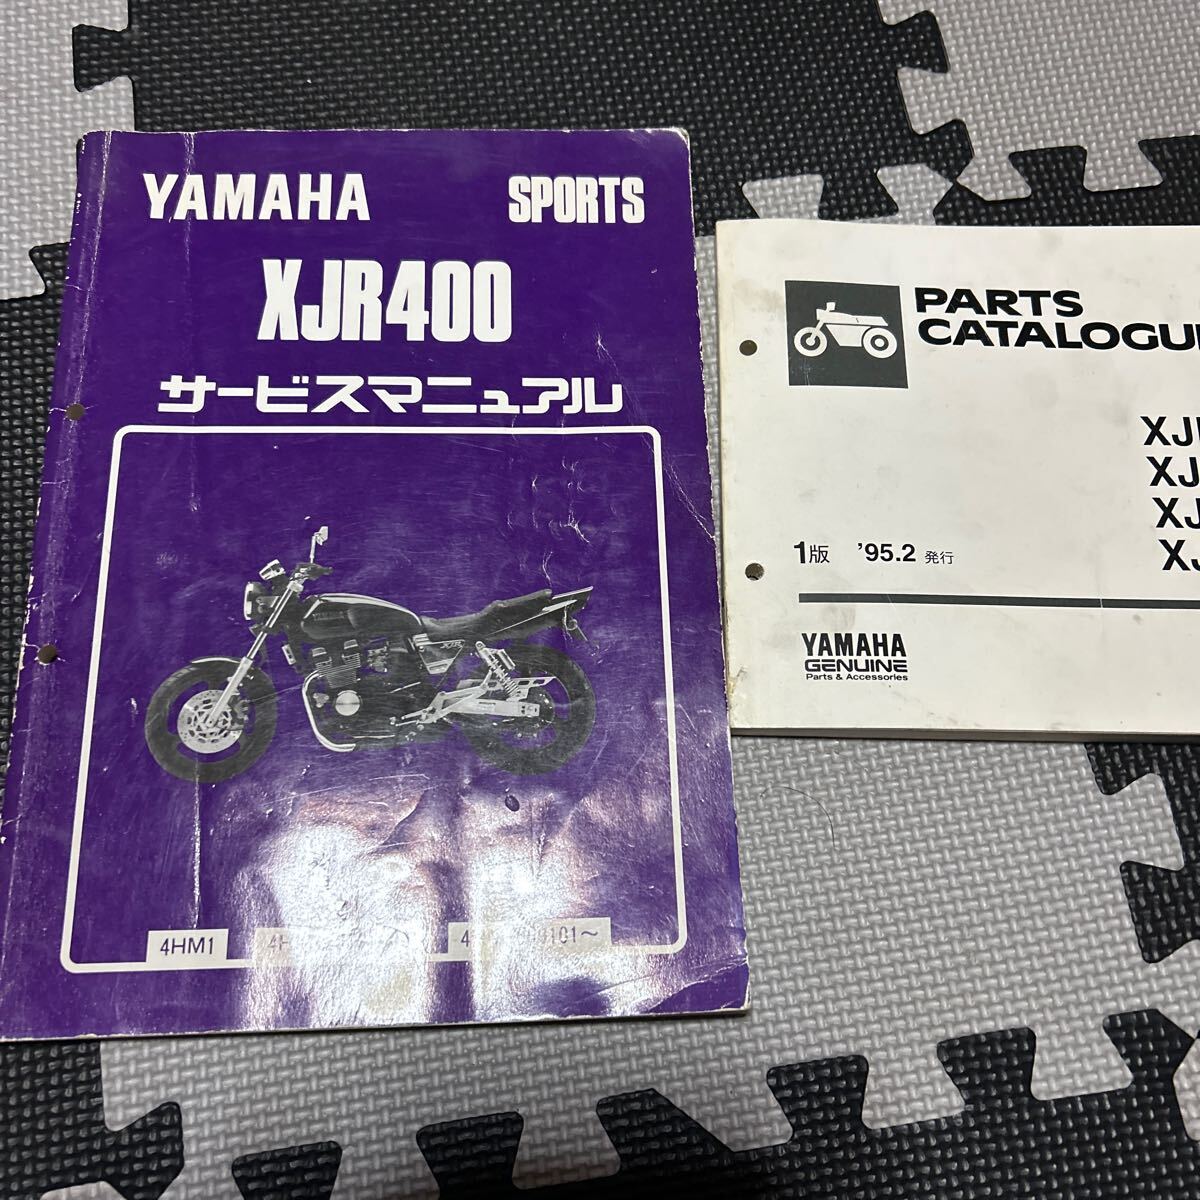 YAMAHA SPORTS
XJR400
サービスマニュアル
4HM1
101～
PARTS
CATALOGU
XJ
XJ
XJ
XJ
1版 '95.2 発行
YAMAHA
GENUINE
Parts & Accessories